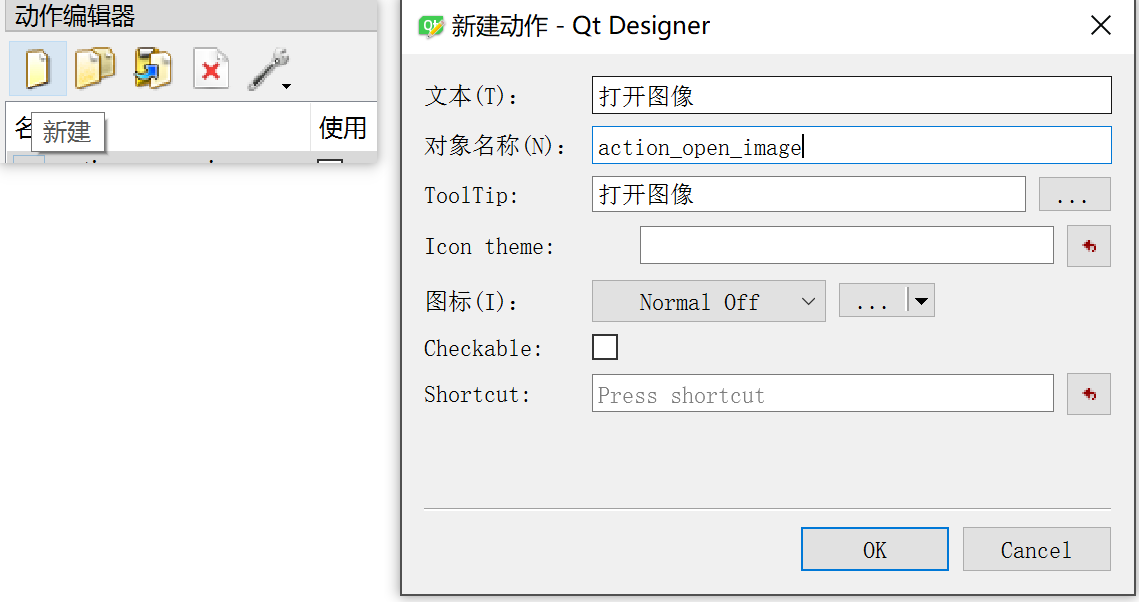 动作编辑器
名
使用
新建
新建动作 - Qt Designer
文本(T):
打开图像
对象名称(N):
action_open_image
ToolTip:
打开图像
...
Icon theme:
图标(I):
Normal Off
...
Checkable:
Shortcut:
Press shortcut
OK
Cancel